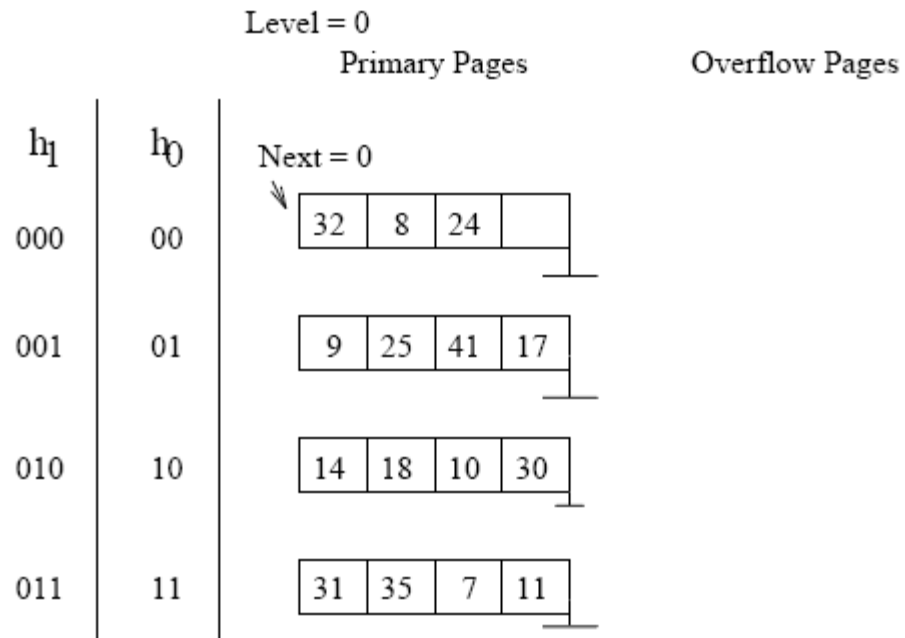 Level = 0
Primary Pages Overflow Pages
h1 h0 Next = 0
000 00 32 8 24
001 01 9 25 41 17
010 10 14 18 10 30
011 11 31 35 7 11